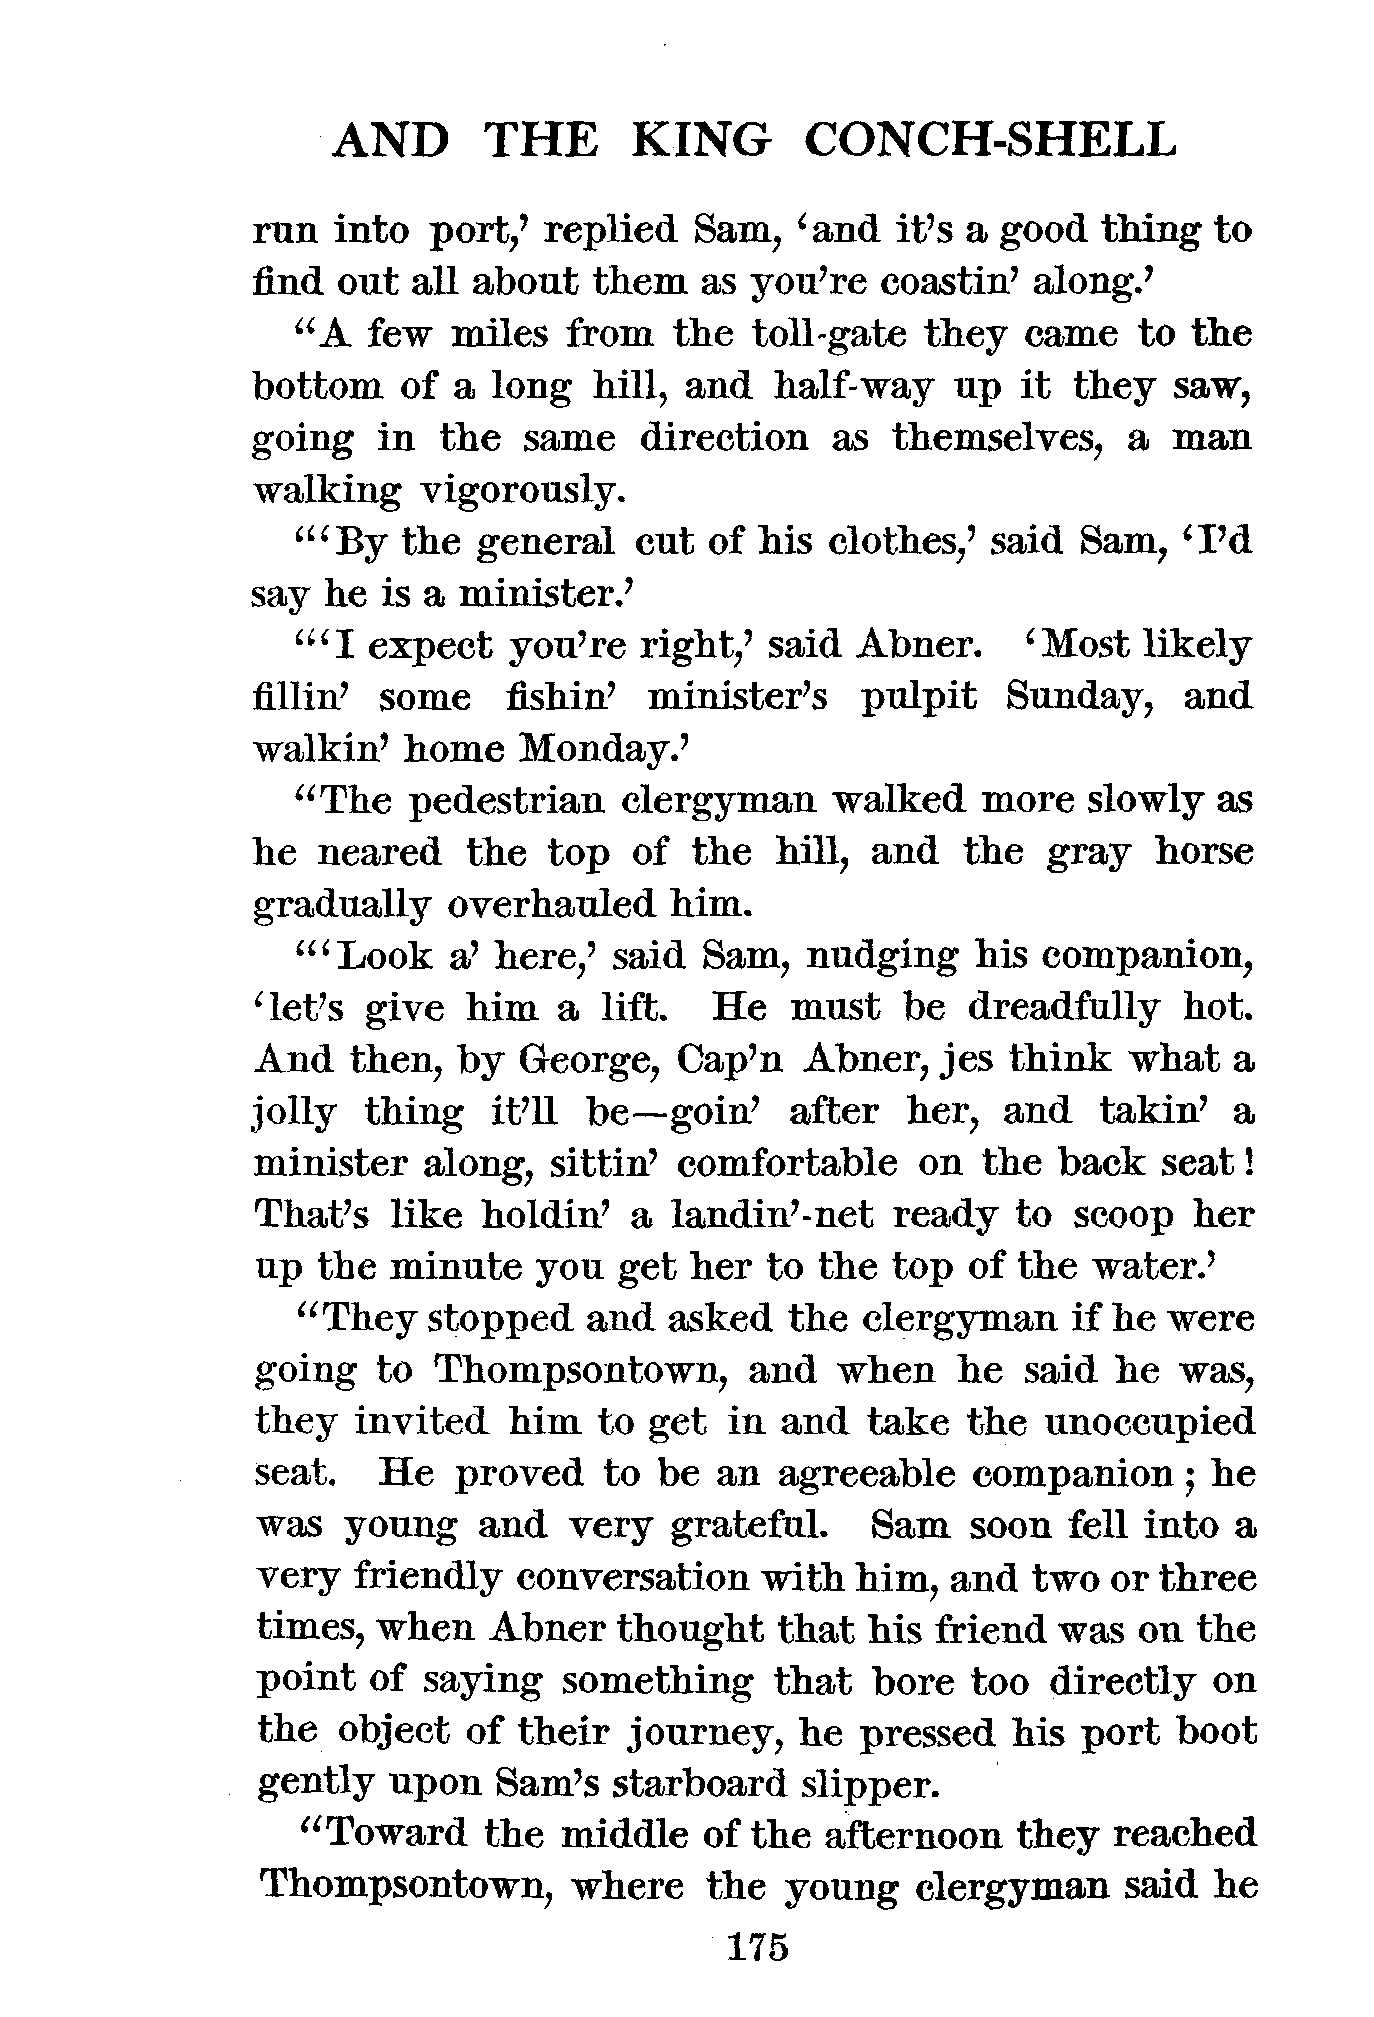 AND THE KING CONCH-SHELL
run into port,’ replied Sam, ‘and it’s a good thing to
find out all about them as you’re coastin’ along.’
“A few miles from the toll-gate they came to the
bottom of a long hill, and half-way up it they saw,
going in the same direction as themselves, a man
walking vigorously.
“‘By the general cut of his clothes,’ said Sam, ‘I’d
say he is a minister.’
“‘I expect you’re right,’ said Abner. ‘Most likely
fillin’ some fishin’ minister’s pulpit Sunday, and
walkin’ home Monday.’
“The pedestrian clergyman walked more slowly as
he neared the top of the hill, and the gray horse
gradually overhauled him.
“‘Look a’ here,’ said Sam, nudging his companion,
‘let’s give him a lift. He must be dreadfully hot.
And then, by George, Cap’n Abner, jes think what a
jolly thing it’ll be—goin’ after her, and takin’ a
minister along, sittin’ comfortable on the back seat!
That’s like holdin’ a landin’-net ready to scoop her
up the minute you get her to the top of the water.’
“They stopped and asked the clergyman if he were
going to Thompsontown, and when he said he was,
they invited him to get in and take the unoccupied
seat. He proved to be an agreeable companion; he
was young and very grateful. Sam soon fell into a
very friendly conversation with him, and two or three
times, when Abner thought that his friend was on the
point of saying something that bore too directly on
the object of their journey, he pressed his port boot
gently upon Sam’s starboard slipper.
“Toward the middle of the afternoon they reached
Thompsontown, where the young clergyman said he
175